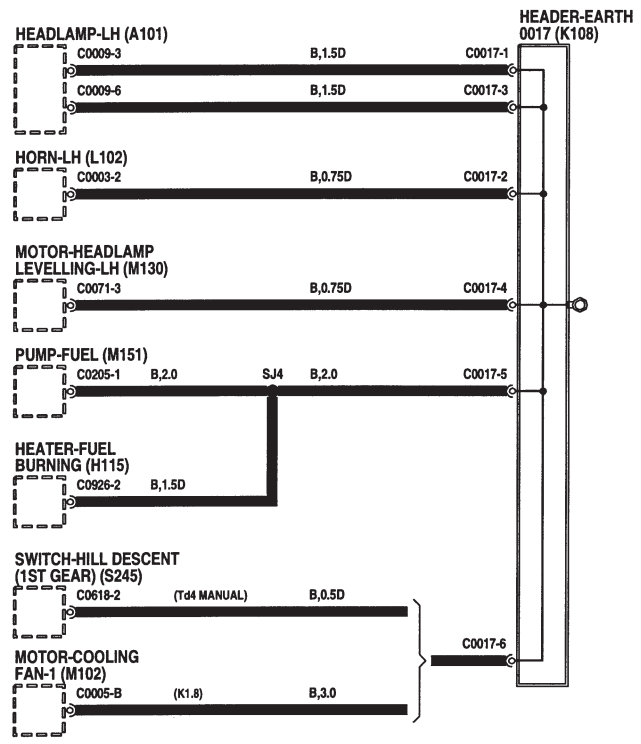 HEADER-EARTH
0017 (K108)
HEADLAMP-LH (A101)
C0009-3 B,1.5D C0017-1
C0009-6 B,1.5D C0017-3
HORN-LH (L102)
C0003-2 B,0.75D C0017-2
MOTOR-HEADLAMP
LEVELLING-LH (M130)
C0071-3 B,0.75D C0017-4
PUMP-FUEL (M151)
C0205-1 B,2.0 SJ4 B,2.0 C0017-5
HEATER-FUEL
BURNING (H115)
C0926-2 B,1.5D
SWITCH-HILL DESCENT
(1ST GEAR) (S245)
C0618-2 (Td4 MANUAL) B,0.5D
C0017-6
MOTOR-COOLING
FAN-1 (M102)
C0005-B (K1.8) B,3.0